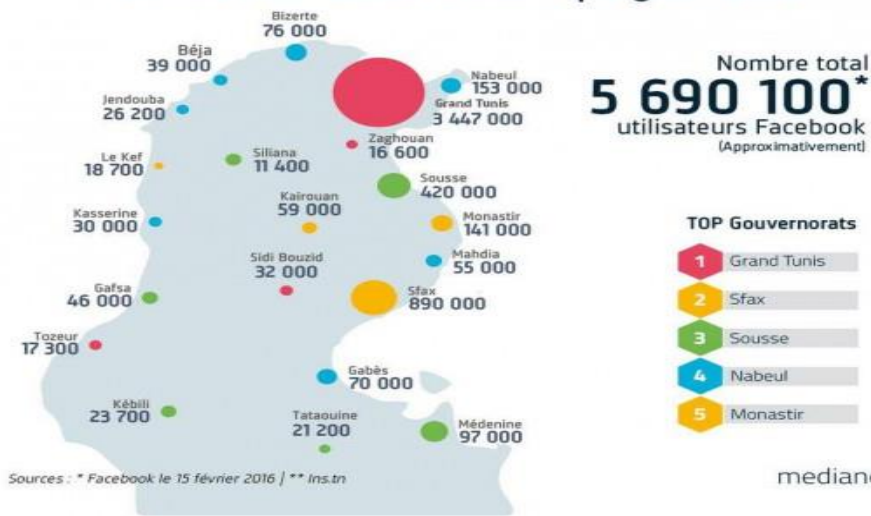 Bizerte
76 000
Béja
39 000
Nabeul
153 000
Grand Tunis
3 447 000
Jendouba
26 200
Zaghouan
16 600
Le Kef
18 700
Siliana
11 400
Sousse
420 000
Kairouan
59 000
Kasserine
30 000
Monastir
141 000
Sidi Bouzid
32 000
Mahdia
55 000
Gafsa
46 000
Sfax
890 000
Tozeur
17 300
Gabès
70 000
Kébili
23 700
Tataouine
21 200
Médenine
97 000
Nombre total
5 690 100*
utilisateurs Facebook
(Approximativement)
TOP Gouvernorats
1 Grand Tunis
2 Sfax
3 Sousse
4 Nabeul
5 Monastir
Sources : * Facebook le 15 février 2016 | ** Ins.tn